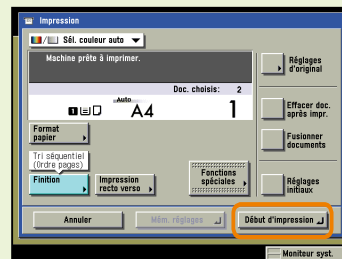 Impression
Sél. couleur auto
Machine prête à imprimer.
Doc. choisis: 2
Auto
1 A4 1
Format
papier
Tri séquentiel
(Ordre pages)
Finition
Impression
recto verso
Fonctions
spéciales
Réglages
d'original
Effacer doc.
après impr.
Fusionner
documents
Réglages
initiaux
Annuler
Mém. réglages
Début d'impression
Moniteur syst.